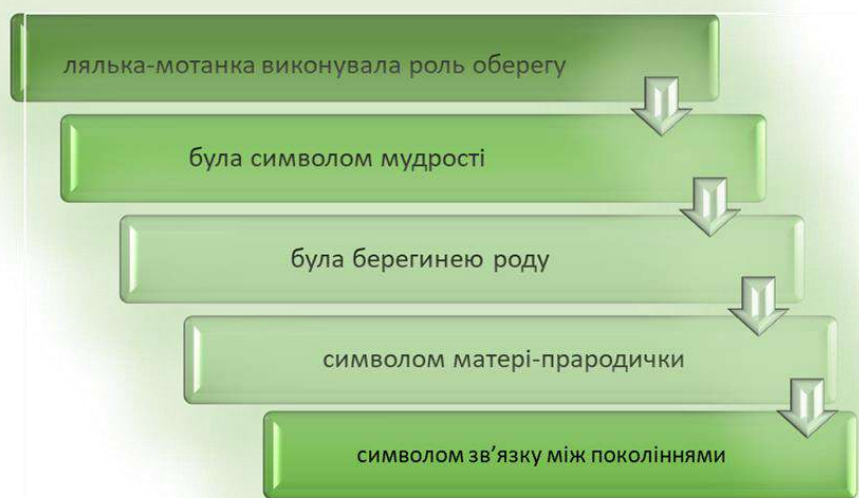 лялька-мотанка виконувала роль оберегу
була символом мудрості
була берегинею роду
символом матері-прародички
символом зв’язку між поколіннями